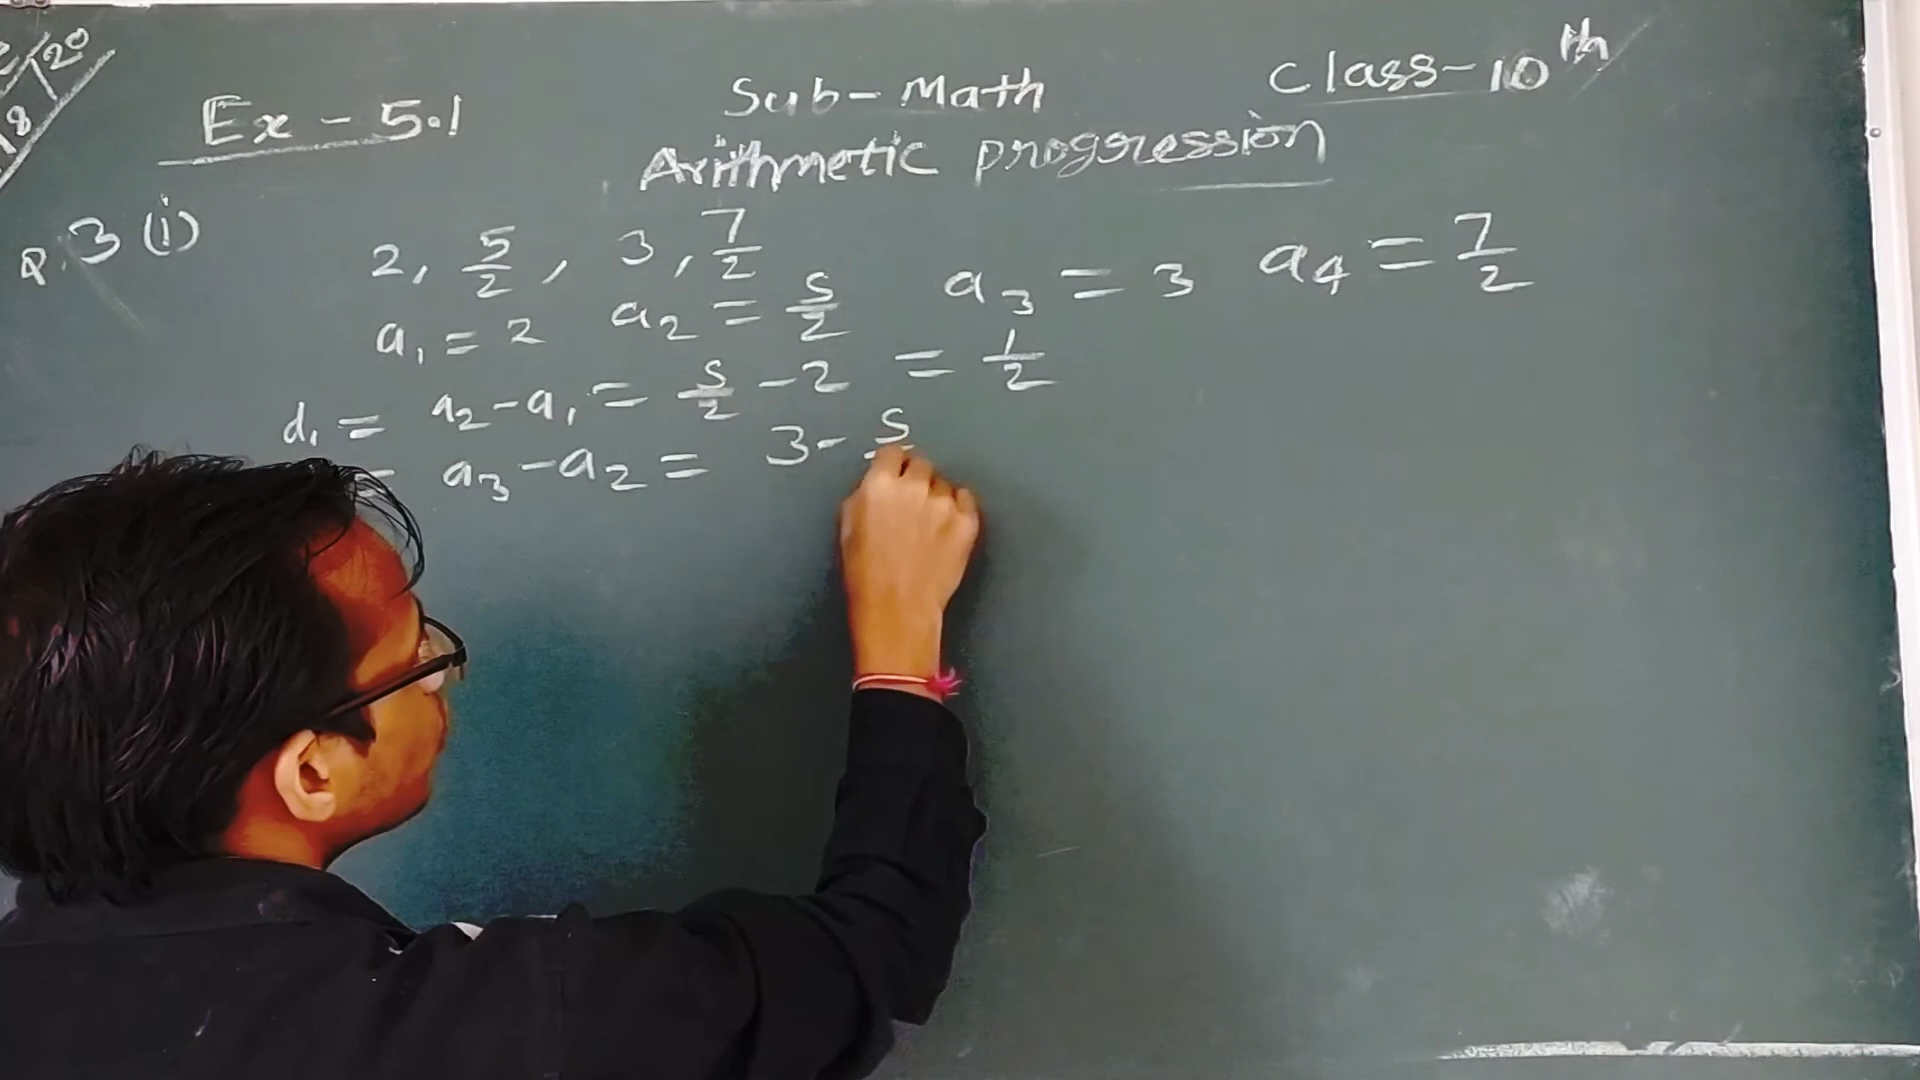 20
18
Ex - 5.1
Sub - Math
Class - 10th
Arithmetic progression
Q.3 (i)
2, 5/2, 3, 7/2
a₁ = 2 a₂ = 5/2 a₃ = 3 a₄ = 7/2
d₁ = a₂ - a₁ = 5/2 - 2 = 1/2
= a₃ - a₂ = 3 - 5